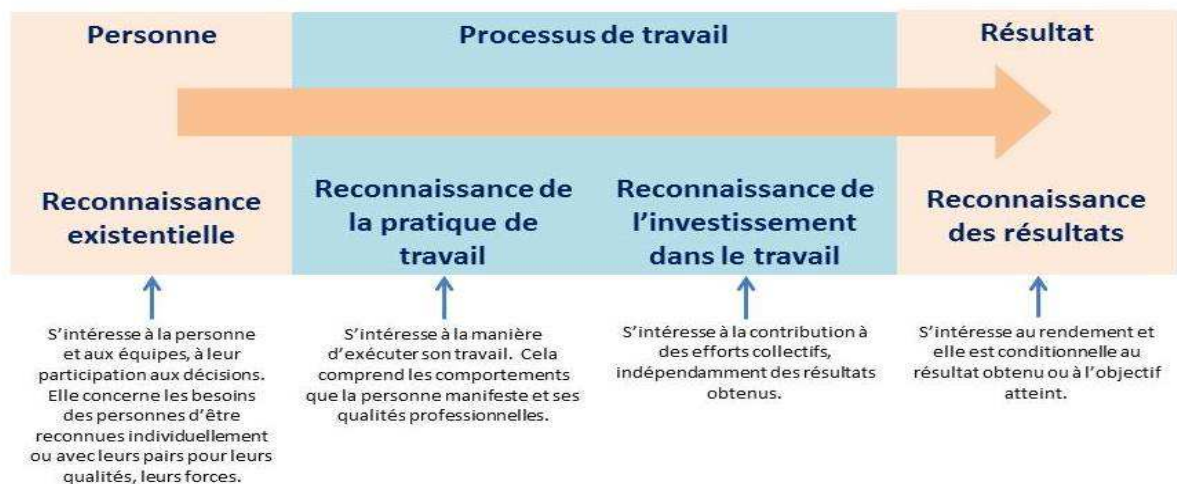 Personne
Processus de travail
Résultat
Reconnaissance
existentielle
Reconnaissance de
la pratique de
travail
Reconnaissance de
l'investissement
dans le travail
Reconnaissance
des résultats
S'intéresse à la personne
et aux équipes, à leur
participation aux décisions.
Elle concerne les besoins
des personnes d'être
reconnues individuellement
ou avec leurs pairs pour leurs
qualités, leurs forces.
S'intéresse à la manière
d'exécuter son travail. Cela
comprend les comportements
que la personne manifeste et ses
qualités professionnelles.
S'intéresse à la contribution à
des efforts collectifs,
indépendamment des résultats
obtenus.
S'intéresse au rendement et
elle est conditionnelle au
résultat obtenu ou à l'objectif
atteint.